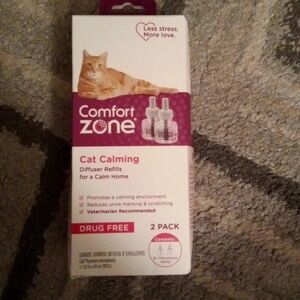 Less stress.
More love.
Comfort
zone
Cat Calming
Diffuser Refills
for a Calm Home
Promotes a calming environment
Reduces urine marking & scratching
Veterinarian Recommended
DRUG FREE
2 PACK
Contents: